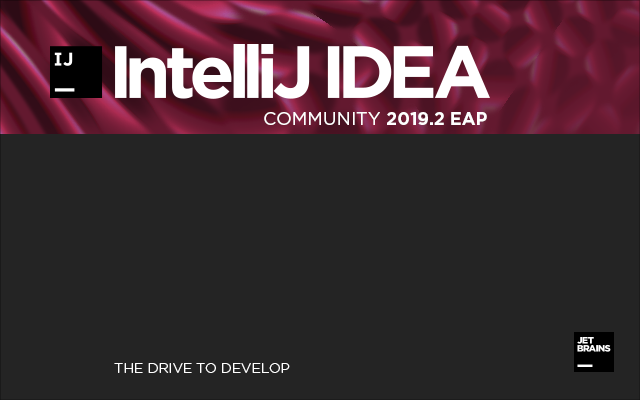 IJ
IntelliJ IDEA
COMMUNITY 2019.2 EAP
THE DRIVE TO DEVELOP
JET
BRAINS